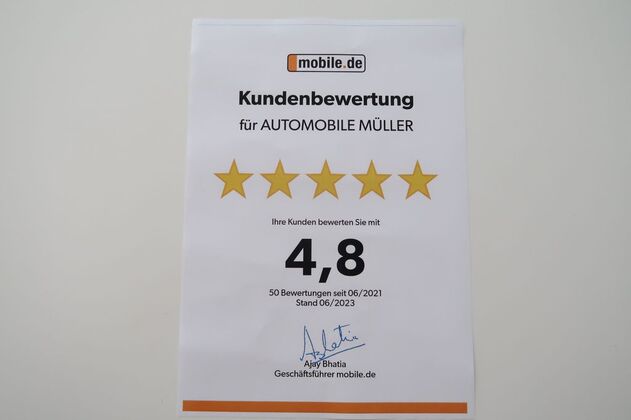 mobile.de
Kundenbewertung
für AUTOMOBILE MÜLLER
Ihre Kunden bewerten Sie mit
4,8
50 Bewertungen seit 06/2021
Stand 06/2023
Ajay Bhatia
Geschäftsführer mobile.de